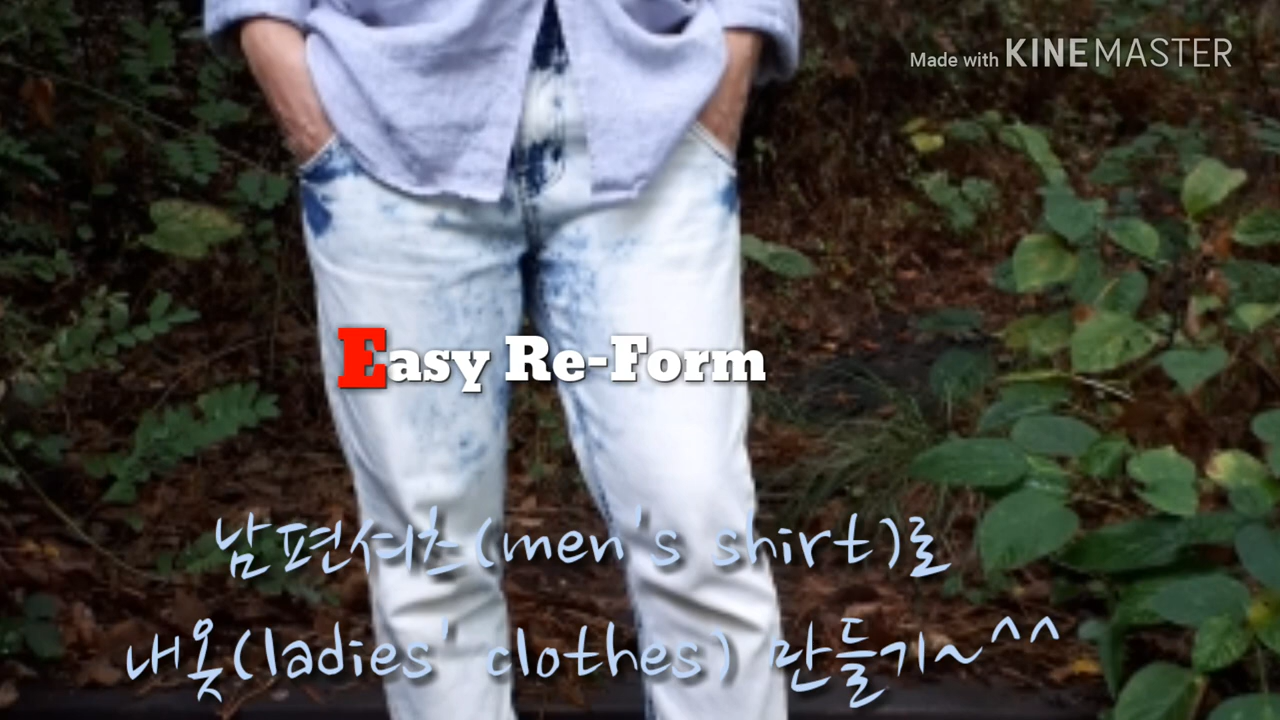 Made with KINEMASTER
Easy Re-Form
남편셔츠(men's shirt)로
내옷(ladies' clothes) 만들기~^^